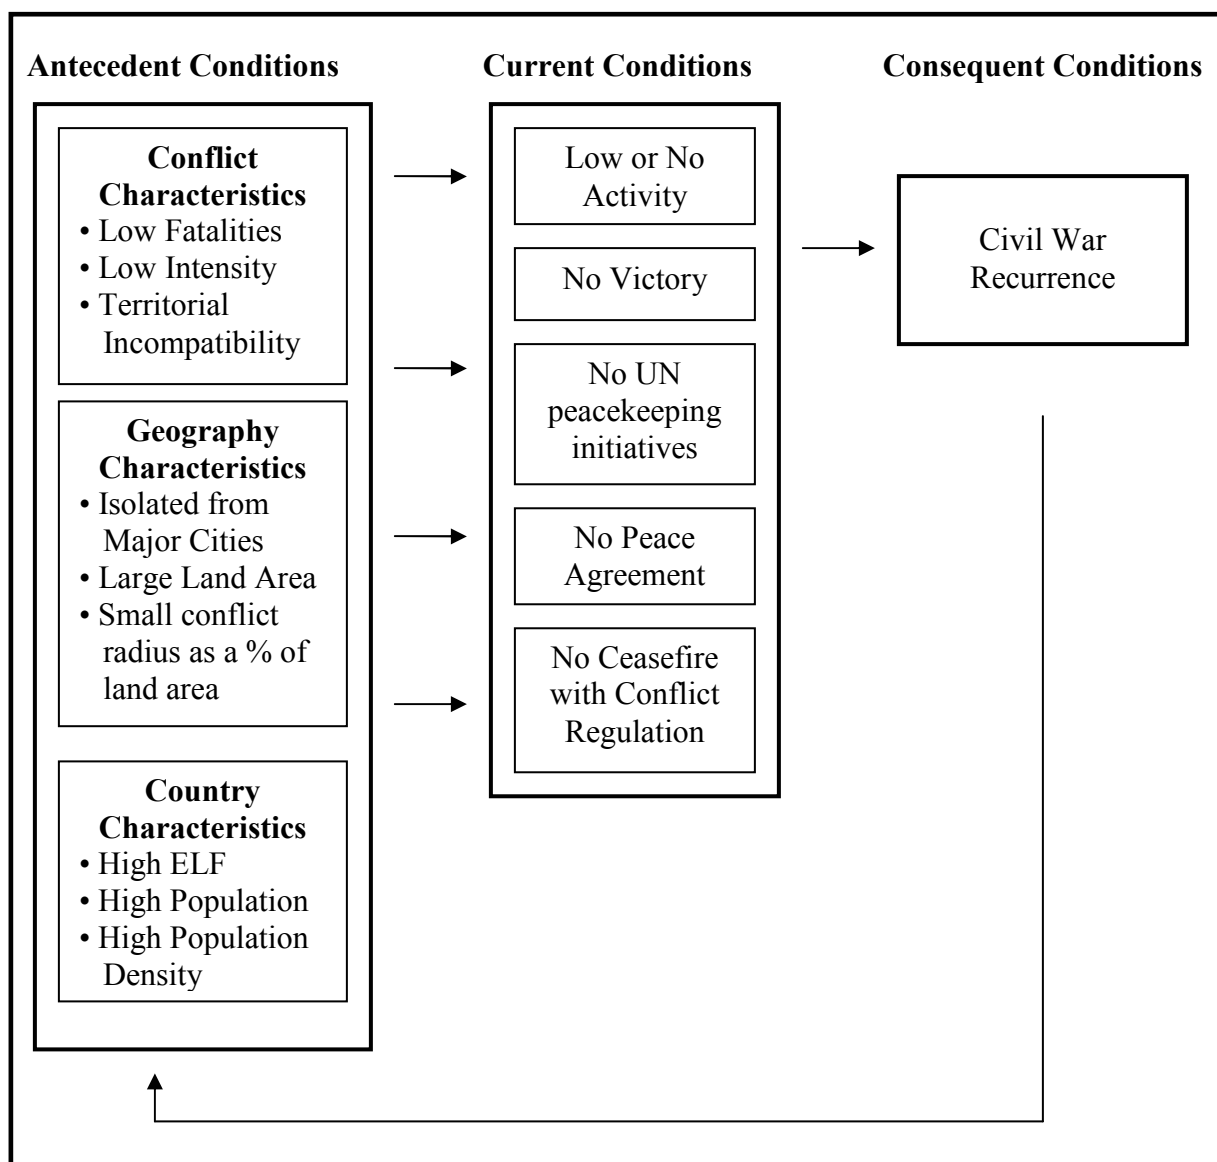 Antecedent Conditions
Conflict
Characteristics
• Low Fatalities
• Low Intensity
• Territorial
Incompatibility
Geography
Characteristics
• Isolated from
Major Cities
• Large Land Area
• Small conflict
radius as a % of
land area
Country
Characteristics
• High ELF
• High Population
• High Population
Density
Current Conditions
Low or No
Activity
No Victory
No UN
peacekeeping
initiatives
No Peace
Agreement
No Ceasefire
with Conflict
Regulation
Consequent Conditions
Civil War
Recurrence